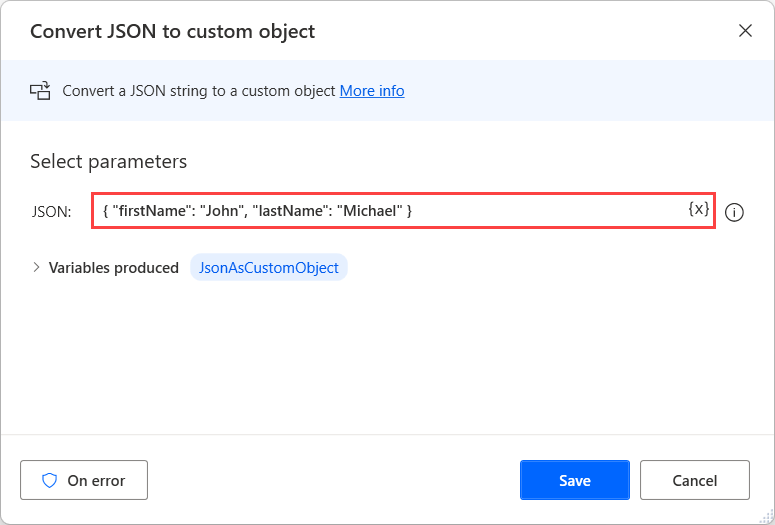 Convert JSON to custom object
Convert a JSON string to a custom object More info
Select parameters
JSON: { "firstName": "John", "lastName": "Michael" } {x}
Variables produced JsonAsCustomObject
On error Save Cancel